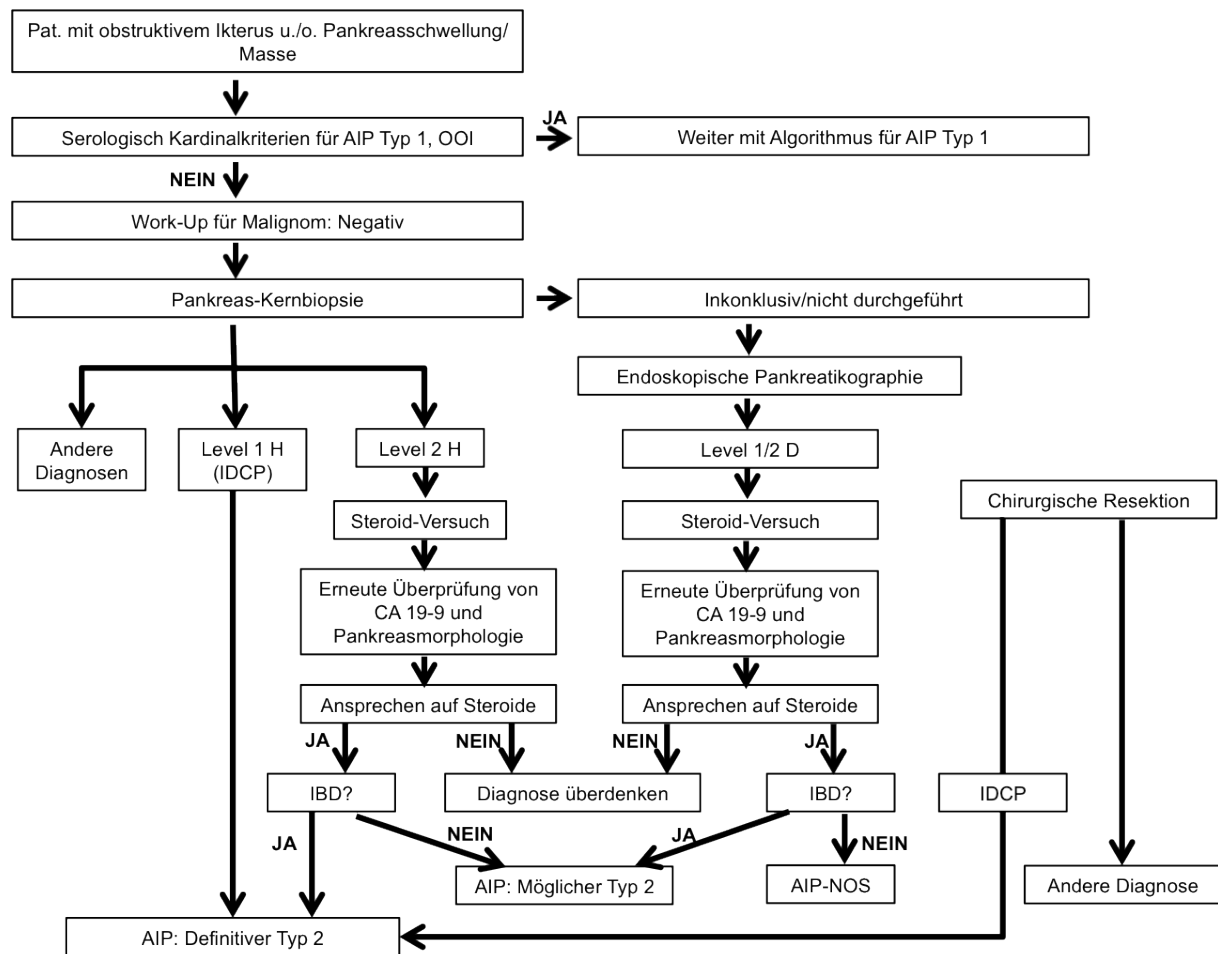 Pat. mit obstruktivem Ikterus u./o. Pankreasschwellung/
Masse
Serologisch Kardinalkriterien für AIP Typ 1, OOI
JA
Weiter mit Algorithmus für AIP Typ 1
NEIN
Work-Up für Malignom: Negativ
Pankreas-Kernbiopsie
Inkonklusiv/nicht durchgeführt
Endoskopische Pankreatikographie
Andere
Diagnosen
Level 1 H
(IDCP)
Level 2 H
Level 1/2 D
Chirurgische Resektion
Steroid-Versuch
Steroid-Versuch
Erneute Überprüfung von
CA 19-9 und
Pankreasmorphologie
Erneute Überprüfung von
CA 19-9 und
Pankreasmorphologie
Ansprechen auf Steroide
Ansprechen auf Steroide
JA
NEIN
NEIN
JA
IBD?
Diagnose überdenken
IBD?
IDCP
JA
NEIN
JA
NEIN
AIP: Möglicher Typ 2
AIP-NOS
Andere Diagnose
AIP: Definitiver Typ 2